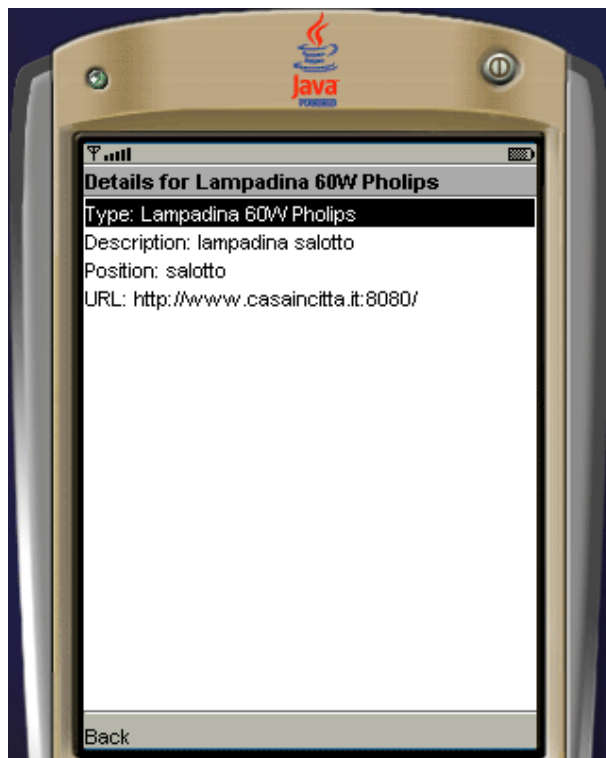 Java
POWERED
Details for Lampadina 60W Pholips
Type: Lampadina 60W Pholips
Description: lampadina salotto
Position: salotto
URL: http://www.casaincitta.it:8080/
Back